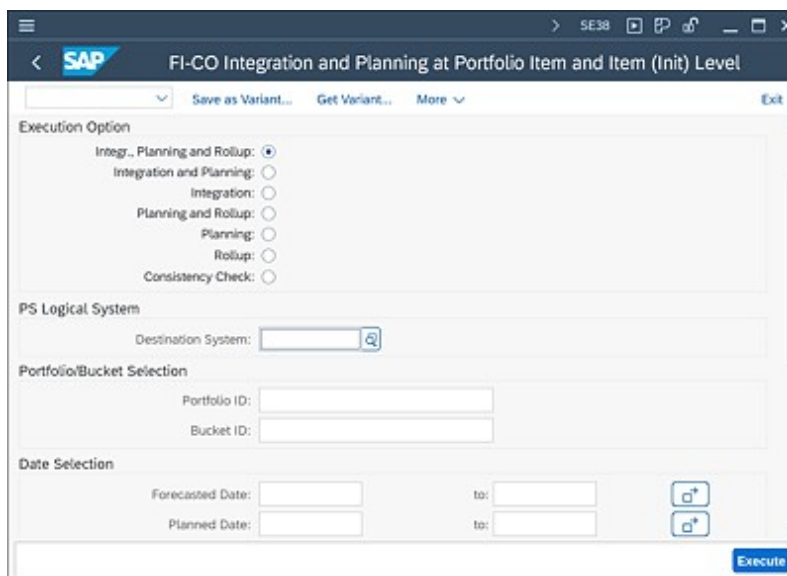 SE38
SAP FI-CO Integration and Planning at Portfolio Item and Item (Init) Level
Save as Variant... Get Variant... More Exit
Execution Option
Integr., Planning and Rollup:
Integration and Planning:
Integration:
Planning and Rollup:
Planning:
Rollup:
Consistency Check:
PS Logical System
Destination System:
Portfolio/Bucket Selection
Portfolio ID:
Bucket ID:
Date Selection
Forecasted Date: to:
Planned Date: to:
Execute